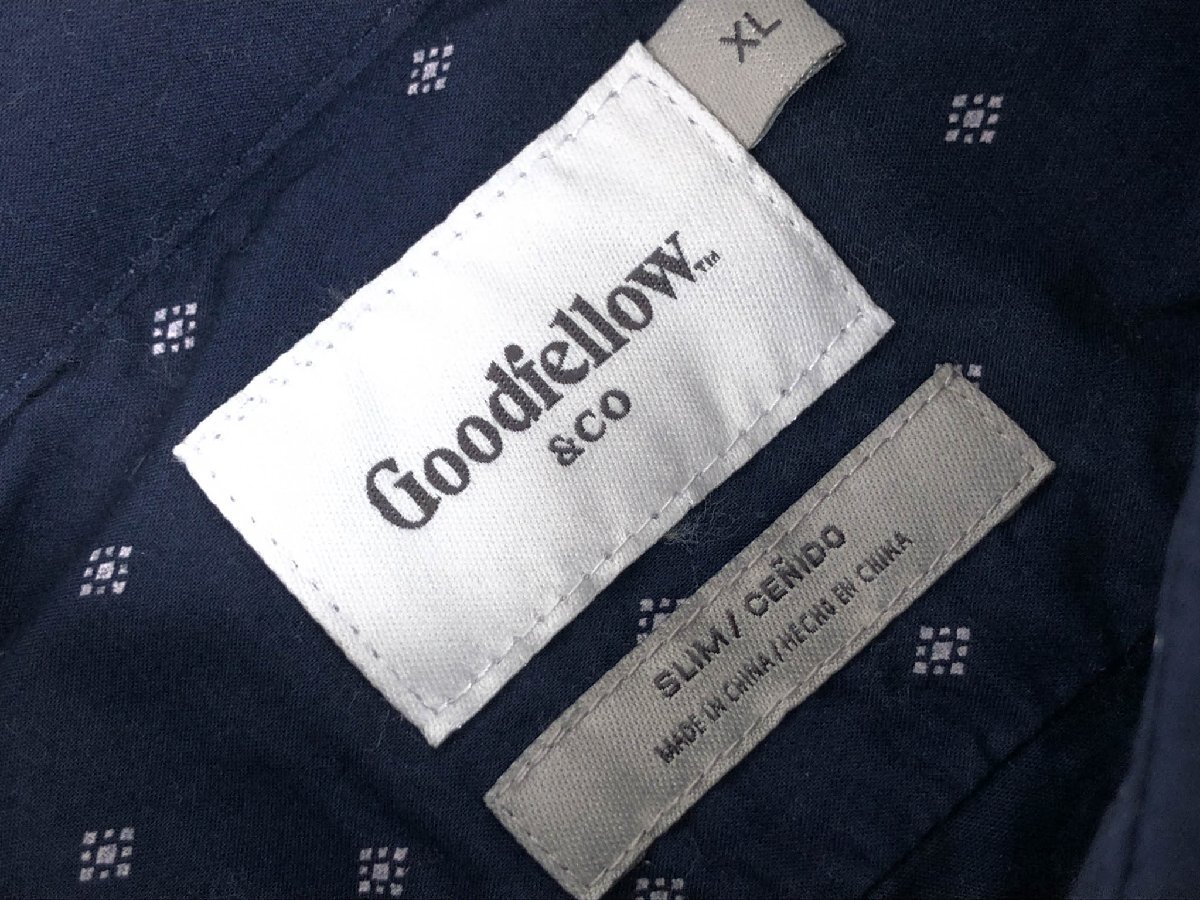 XL
Goodfellow™
&CO
SLIM / CEÑIDO
MADE IN CHINA / HECHO EN CHINA